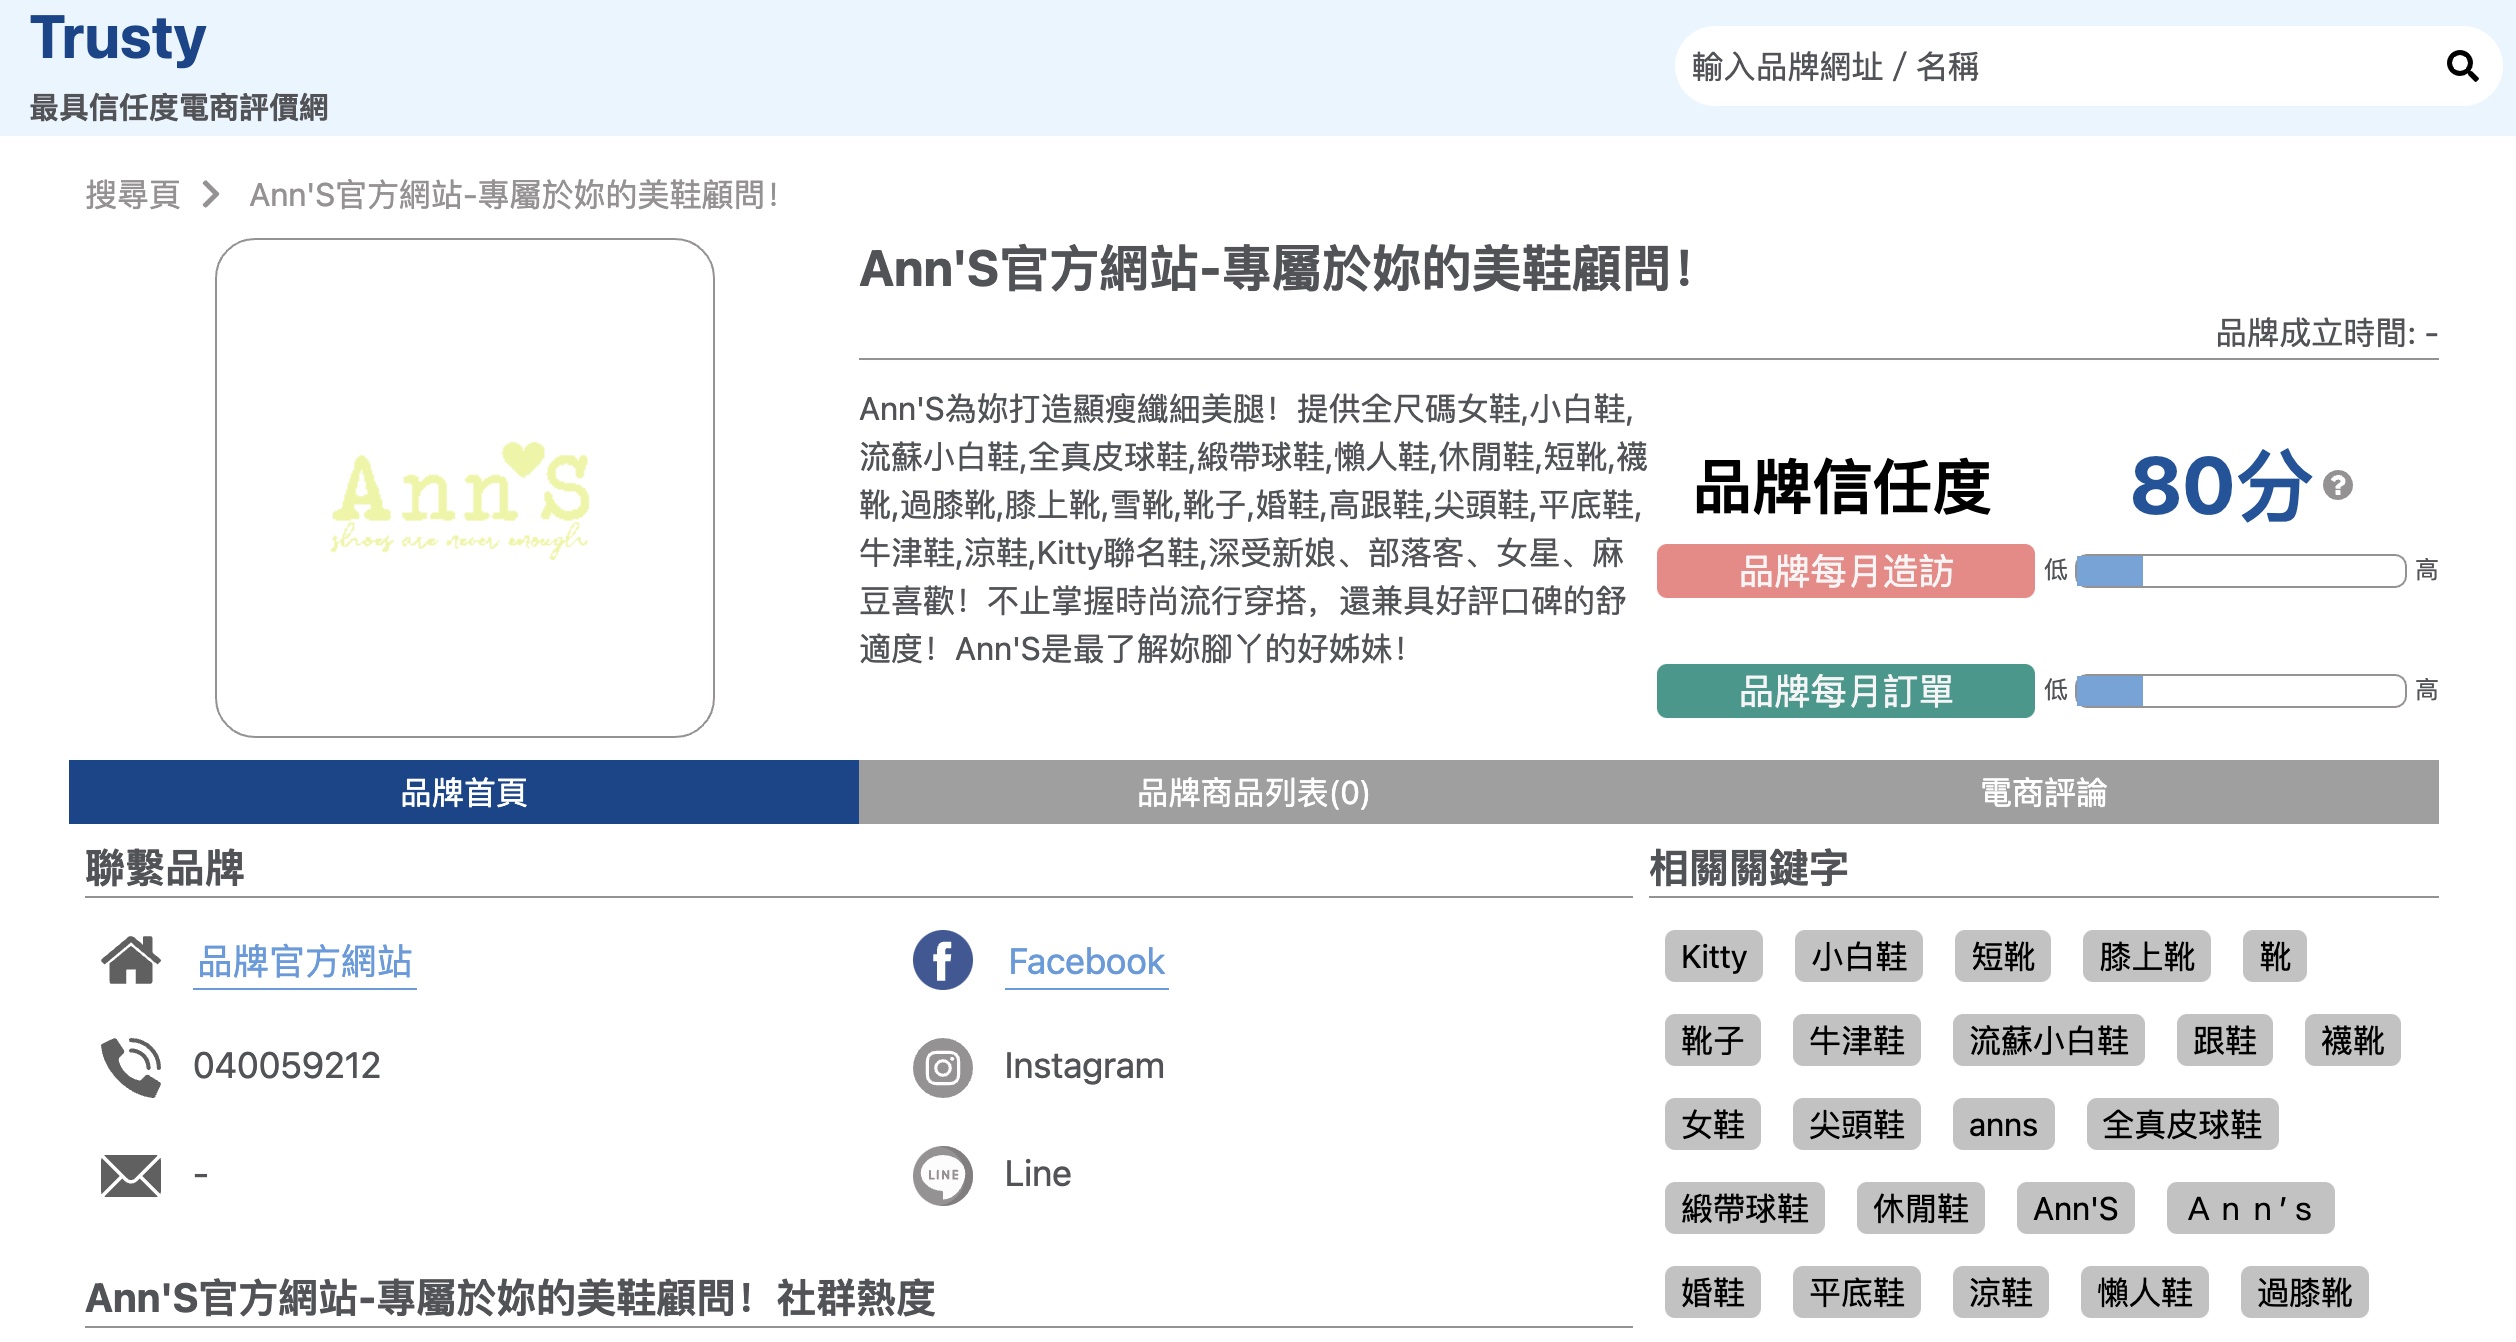 Trusty
最具信任度電商評價網
輸入品牌網址 / 名稱
搜尋頁 Ann'S官方網站-專屬於妳的美鞋顧問！
Ann'S
shoes are never enough
Ann'S官方網站-專屬於妳的美鞋顧問！
品牌成立時間: -
Ann'S為妳打造顯瘦纖細美腿！提供全尺碼女鞋,小白鞋,
流蘇小白鞋,全真皮球鞋,緞帶球鞋,懶人鞋,休閒鞋,短靴,襪
靴,過膝靴,膝上靴,雪靴,靴子,婚鞋,高跟鞋,尖頭鞋,平底鞋,
牛津鞋,涼鞋,Kitty聯名鞋,深受新娘、部落客、女星、麻
豆喜歡！不止掌握時尚流行穿搭，還兼具好評口碑的舒
適度！Ann'S是最了解妳腳丫的好姊妹！
品牌信任度 80分 ?
品牌每月造訪 低 高
品牌每月訂單 低 高
品牌首頁 品牌商品列表(0) 電商評論
聯繫品牌
品牌官方網站 Facebook
040059212 Instagram
- LINE Line
Ann'S官方網站-專屬於妳的美鞋顧問！社群熱度
相關關鍵字
Kitty 小白鞋 短靴 膝上靴 靴
靴子 牛津鞋 流蘇小白鞋 跟鞋 襪靴
女鞋 尖頭鞋 anns 全真皮球鞋
緞帶球鞋 休閒鞋 Ann'S Ａｎｎ’ｓ
婚鞋 平底鞋 涼鞋 懶人鞋 過膝靴